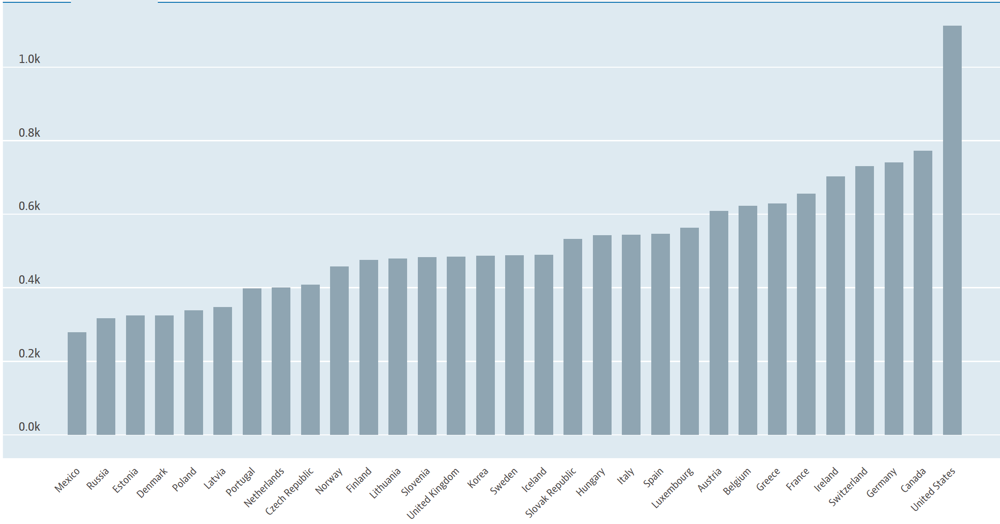 1.0k
0.8k
0.6k
0.4k
0.2k
0.0k
Mexico
Russia
Estonia
Denmark
Poland
Latvia
Portugal
Netherlands
Czech Republic
Norway
Finland
Lithuania
Slovenia
United Kingdom
Korea
Sweden
Iceland
Slovak Republic
Hungary
Italy
Spain
Luxembourg
Austria
Belgium
Greece
France
Ireland
Switzerland
Germany
Canada
United States